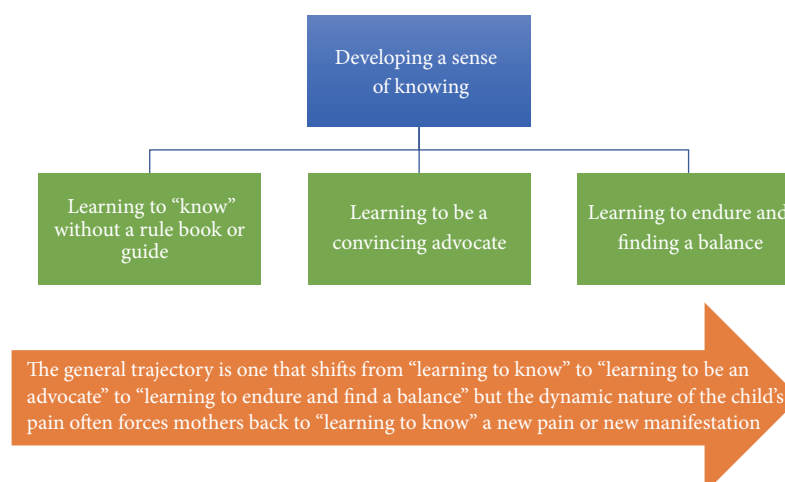 Developing a sense
of knowing
Learning to “know”
without a rule book or
guide
Learning to be a
convincing advocate
Learning to endure and
finding a balance
The general trajectory is one that shifts from “learning to know” to “learning to be an
advocate” to “learning to endure and find a balance” but the dynamic nature of the child’s
pain often forces mothers back to “learning to know” a new pain or new manifestation